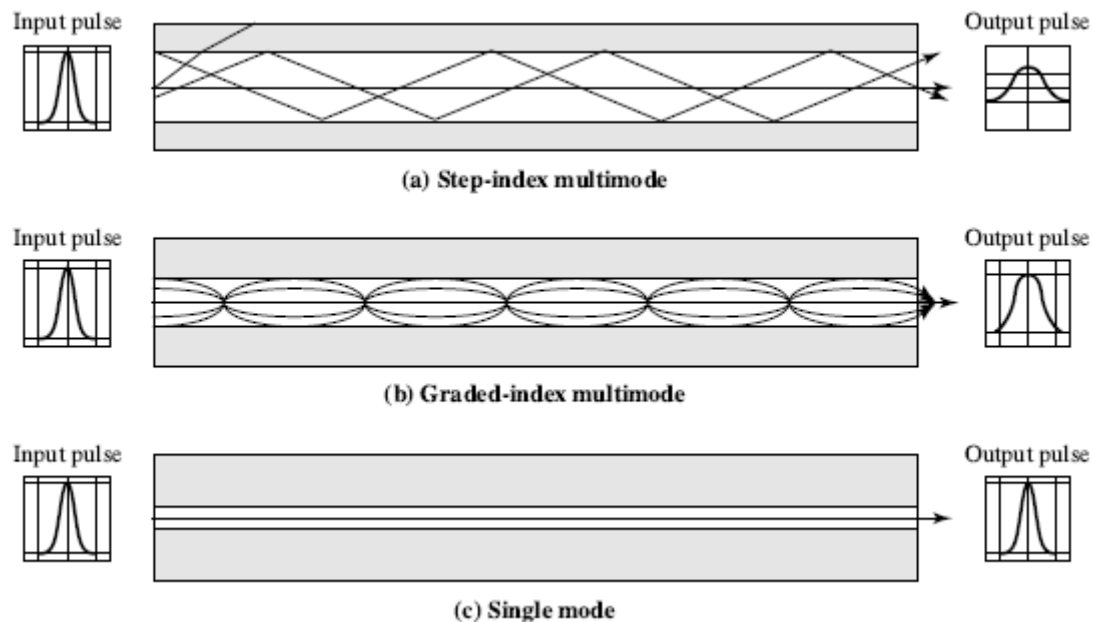 Input pulse
Output pulse
(a) Step-index multimode
Input pulse
Output pulse
(b) Graded-index multimode
Input pulse
Output pulse
(c) Single mode